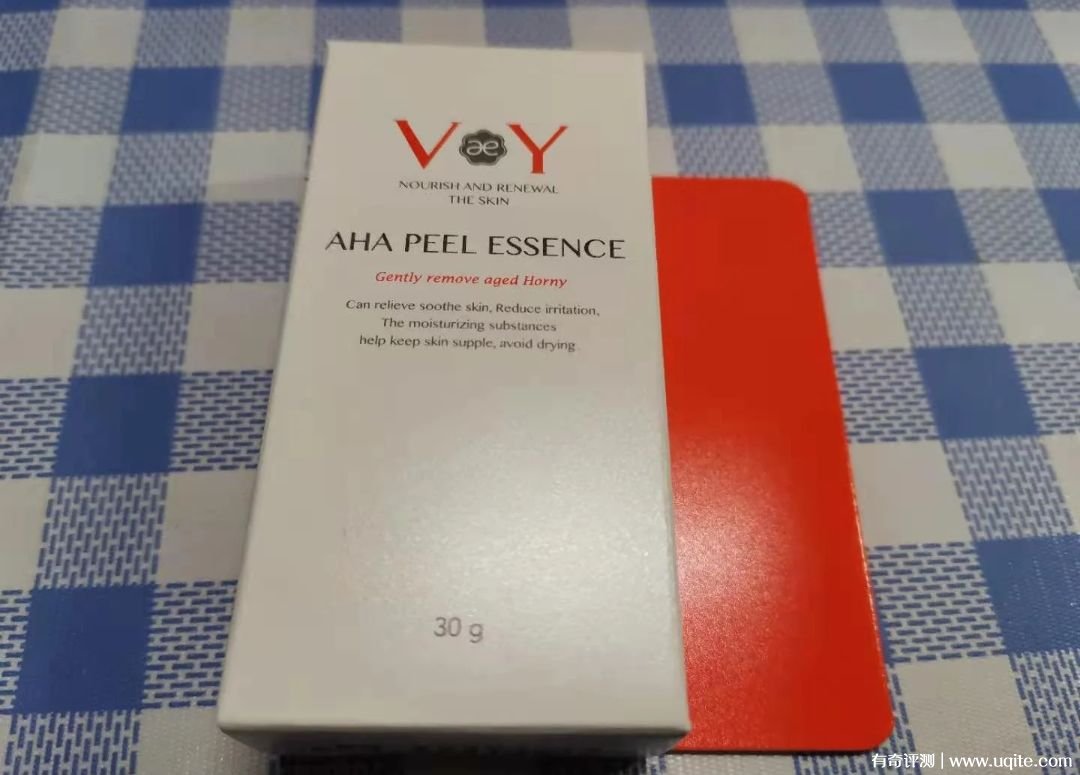 VaeY
NOURISH AND RENEWAL
THE SKIN
AHA PEEL ESSENCE
Gently remove aged Horny
Can relieve soothe skin, Reduce irritation,
The moisturizing substances
help keep skin supple, avoid drying
30 g
有奇评测 | www.uqite.com